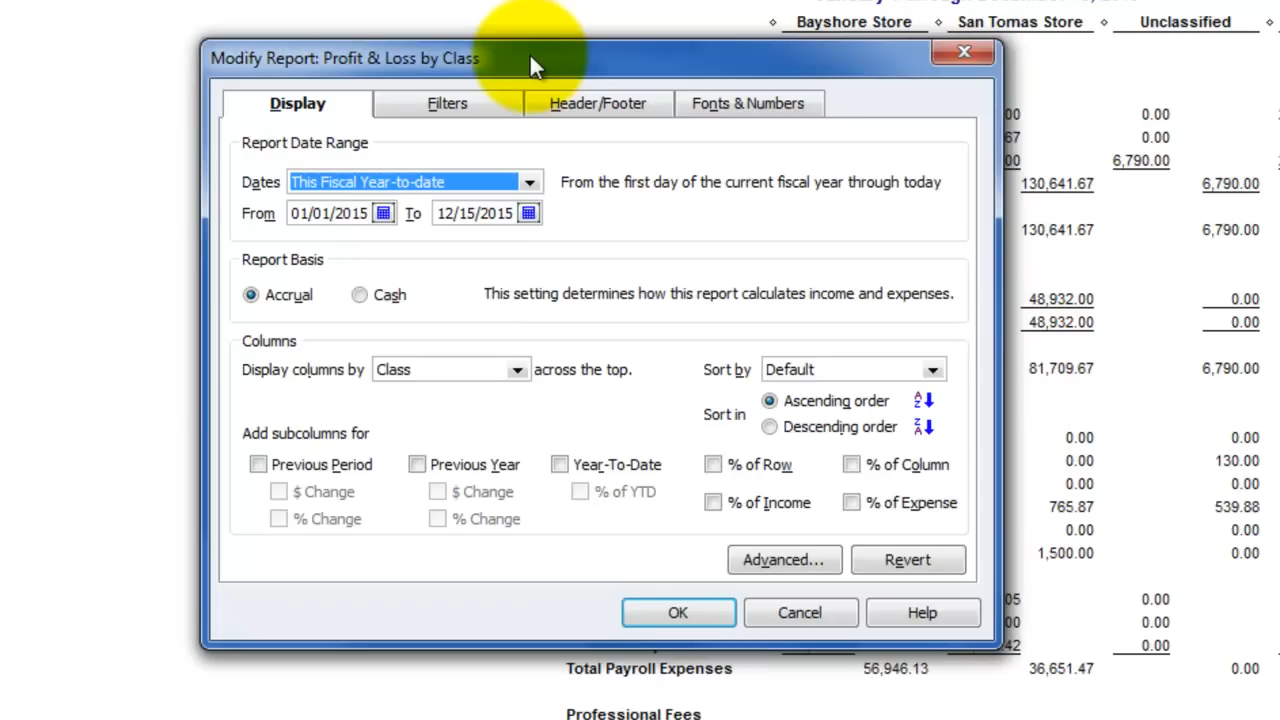 Bayshore Store San Tomas Store Unclassified
Modify Report: Profit & Loss by Class
Display Filters Header/Footer Fonts & Numbers
Report Date Range
Dates This Fiscal Year-to-date From the first day of the current fiscal year through today
From 01/01/2015 To 12/15/2015
Report Basis
Accrual Cash This setting determines how this report calculates income and expenses.
Columns
Display columns by Class across the top. Sort by Default
Sort in Ascending order
Descending order
Add subcolumns for
Previous Period Previous Year Year-To-Date % of Row % of Column
$ Change $ Change % of YTD
% Change % Change % of Income % of Expense
Advanced... Revert
OK Cancel Help
00 0.00
67 0.00
00 6,790.00
130,641.67 6,790.00
130,641.67 6,790.00
48,932.00 0.00
48,932.00 0.00
81,709.67 6,790.00
0.00 0.00
0.00 130.00
0.00 0.00
765.87 539.88
0.00 0.00
1,500.00 0.00
05 0.00
00 0.00
42 0.00
Total Payroll Expenses 56,946.13 36,651.47 0.00
Professional Fees